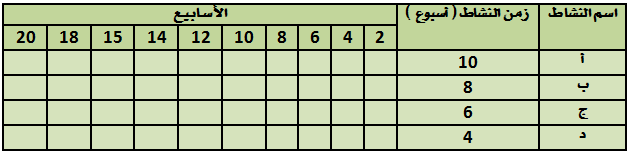 اسم النشاط زمن النشاط ( أسبوع ) الأسابيع
2 4 6 8 10 12 14 15 18 20
أ 10
ب 8
ج 6
د 4